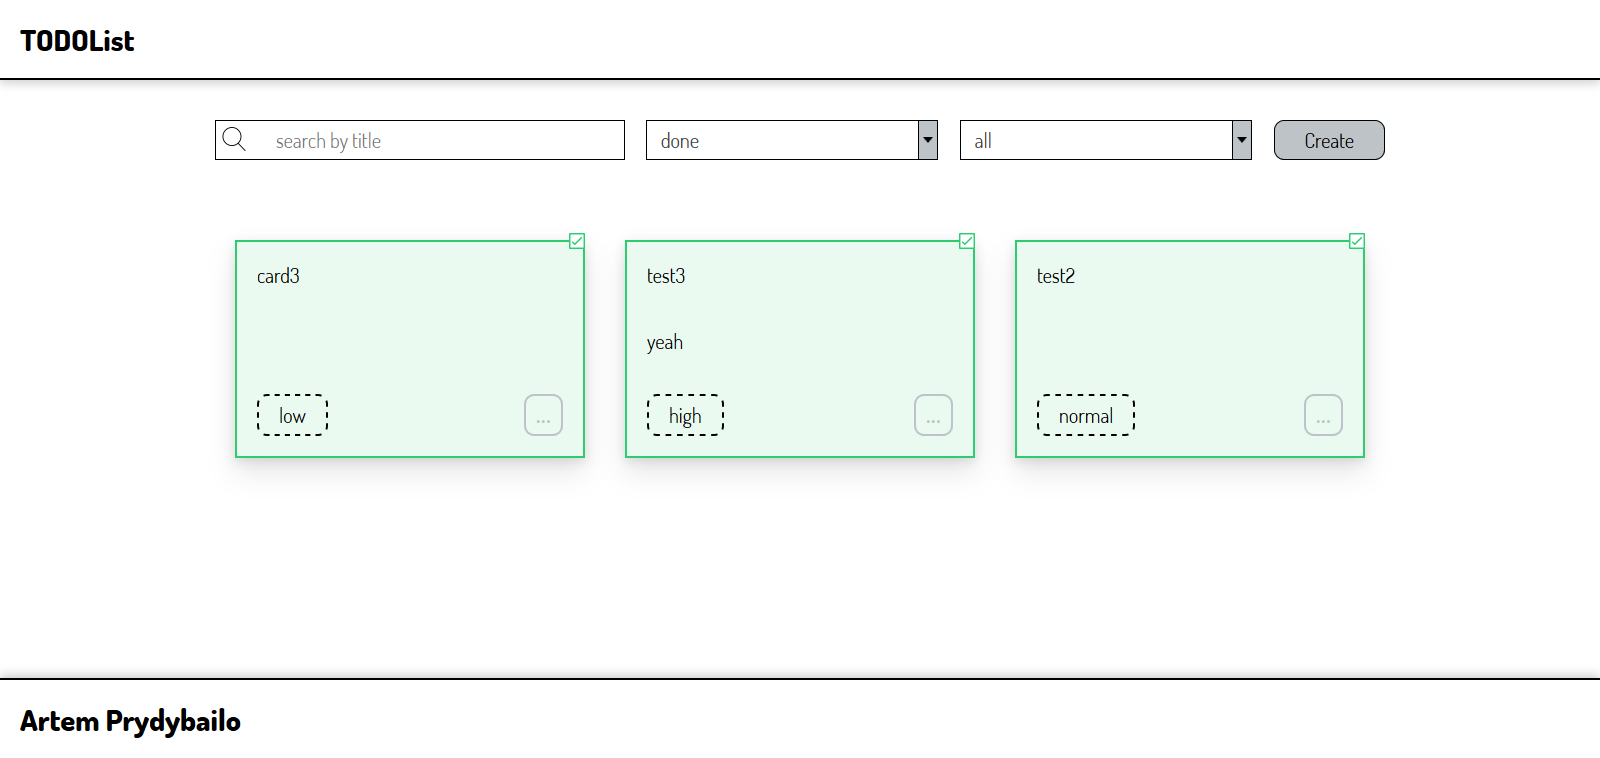 TODOList
search by title
done
all
Create
card3
low
...
test3
yeah
high
...
test2
normal
...
Artem Prydybailo